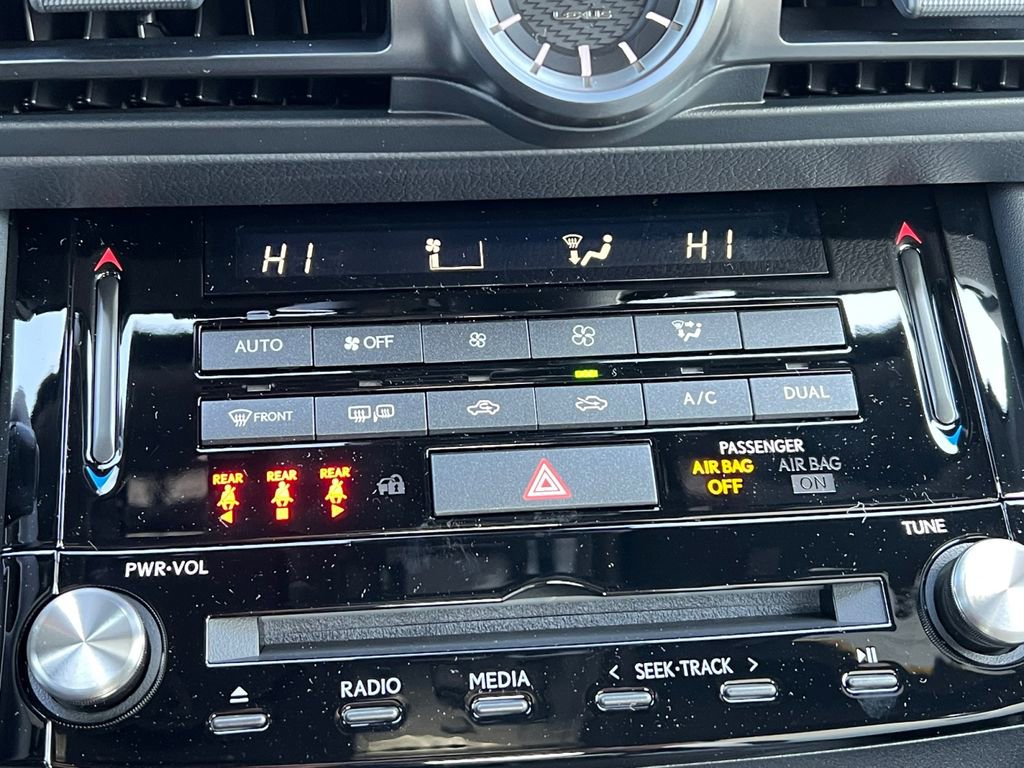 LEXUS
HI HI
AUTO OFF
FRONT A/C DUAL
REAR REAR REAR
PASSENGER
AIR BAG AIR BAG
OFF ON
PWR·VOL TUNE
RADIO MEDIA < SEEK·TRACK >